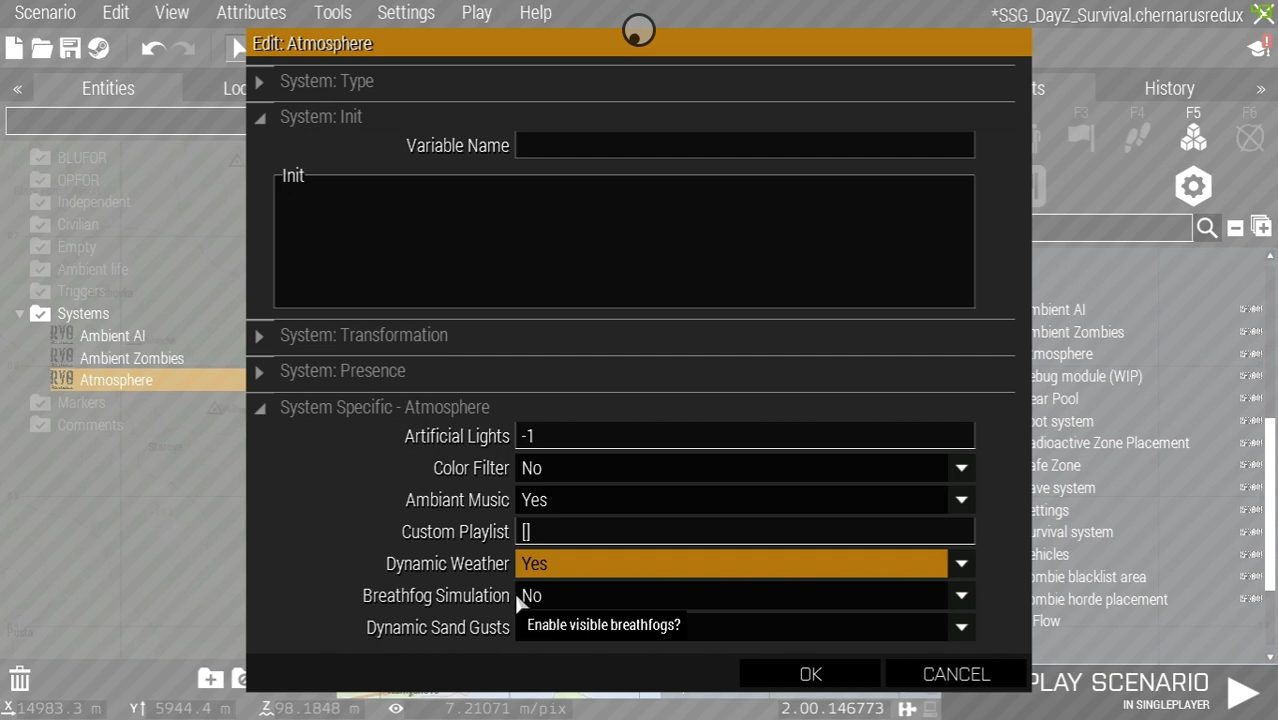 Scenario Edit View Attributes Tools Settings Play Help *SSG_DayZ_Survival.chernarusredux
Edit: Atmosphere
« Entities
History »
System: Type
System: Init
Variable Name
Init
F3 F4 F5 F6
BLUFOR
OPFOR
Independent
Civilian
Empty
Ambient life
Triggers
Systems
Ambient AI
Ambient Zombies
Atmosphere
Markers
Comments
System: Transformation
System: Presence
System Specific - Atmosphere
Artificial Lights -1
Color Filter No
Ambiant Music Yes
Custom Playlist []
Dynamic Weather Yes
Breathfog Simulation No
Enable visible breathfogs?
Dynamic Sand Gusts
OK CANCEL
mbient AI
mbient Zombies
tmosphere
ebug module (WIP)
ear Pool
oot system
adioactive Zone Placement
afe Zone
ave system
ettings
urvival system
ehicles
ombie blacklist area
ombie horde placement
Flow
PLAY SCENARIO
IN SINGLEPLAYER
X 14983.3 m Y 5944.4 m Z 98.1848 m 7.21071 m/pix 2.00.146773